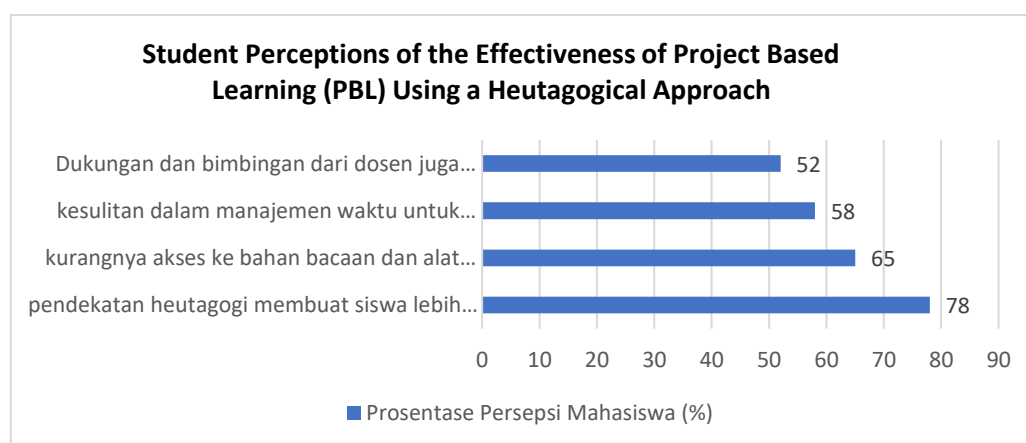 Student Perceptions of the Effectiveness of Project Based
Learning (PBL) Using a Heutagogical Approach
Dukungan dan bimbingan dari dosen juga… 52
kesulitan dalam manajemen waktu untuk… 58
kurangnya akses ke bahan bacaan dan alat… 65
pendekatan heutagogi membuat siswa lebih… 78
0 10 20 30 40 50 60 70 80 90
Prosentase Persepsi Mahasiswa (%)